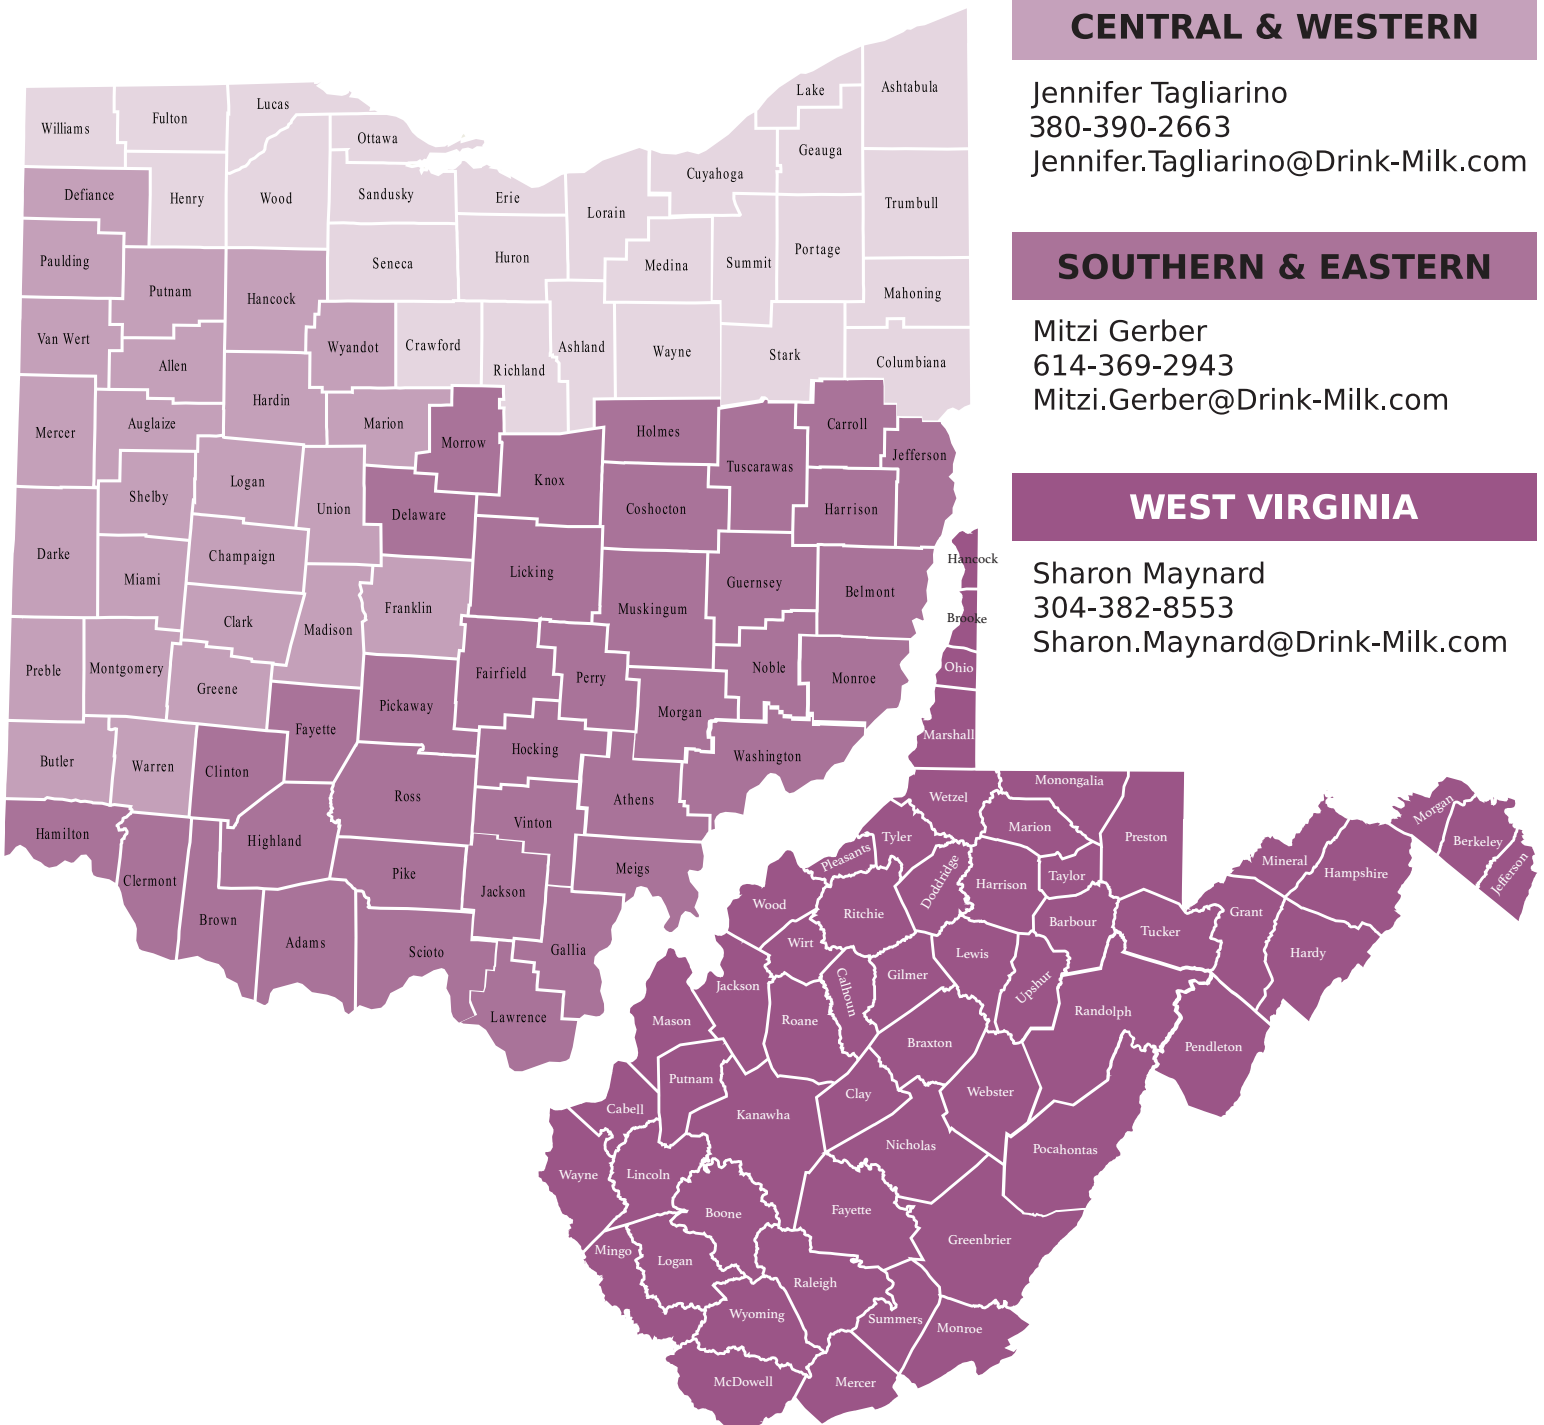 CENTRAL & WESTERN
Jennifer Tagliarino
380-390-2663
Jennifer.Tagliarino@Drink-Milk.com
SOUTHERN & EASTERN
Mitzi Gerber
614-369-2943
Mitzi.Gerber@Drink-Milk.com
WEST VIRGINIA
Sharon Maynard
304-382-8553
Sharon.Maynard@Drink-Milk.com
Williams
Fulton
Lucas
Ottawa
Lake
Ashtabula
Geauga
Cuyahoga
Defiance
Henry
Wood
Sandusky
Erie
Lorain
Trumbull
Paulding
Putnam
Hancock
Seneca
Huron
Medina
Summit
Portage
Mahoning
Van Wert
Allen
Wyandot
Crawford
Richland
Ashland
Wayne
Stark
Columbiana
Mercer
Auglaize
Hardin
Marion
Morrow
Holmes
Carroll
Jefferson
Tuscarawas
Knox
Logan
Shelby
Union
Delaware
Coshocton
Harrison
Darke
Miami
Champaign
Licking
Guernsey
Belmont
Clark
Franklin
Muskingum
Madison
Preble
Montgomery
Greene
Fairfield
Perry
Noble
Monroe
Pickaway
Morgan
Fayette
Butler
Warren
Clinton
Hocking
Washington
Ross
Athens
Vinton
Hamilton
Highland
Clermont
Pike
Jackson
Meigs
Brown
Adams
Scioto
Gallia
Lawrence
Hancock
Brooke
Ohio
Marshall
Wetzel
Monongalia
Marion
Preston
Tyler
Pleasants
Doddridge
Harrison
Taylor
Wood
Ritchie
Barbour
Tucker
Grant
Mineral
Hampshire
Morgan
Berkeley
Jefferson
Wirt
Lewis
Gilmer
Calhoun
Upshur
Hardy
Jackson
Roane
Mason
Braxton
Randolph
Pendleton
Putnam
Clay
Webster
Cabell
Kanawha
Nicholas
Pocahontas
Wayne
Lincoln
Boone
Fayette
Greenbrier
Mingo
Logan
Raleigh
Wyoming
Summers
Monroe
McDowell
Mercer